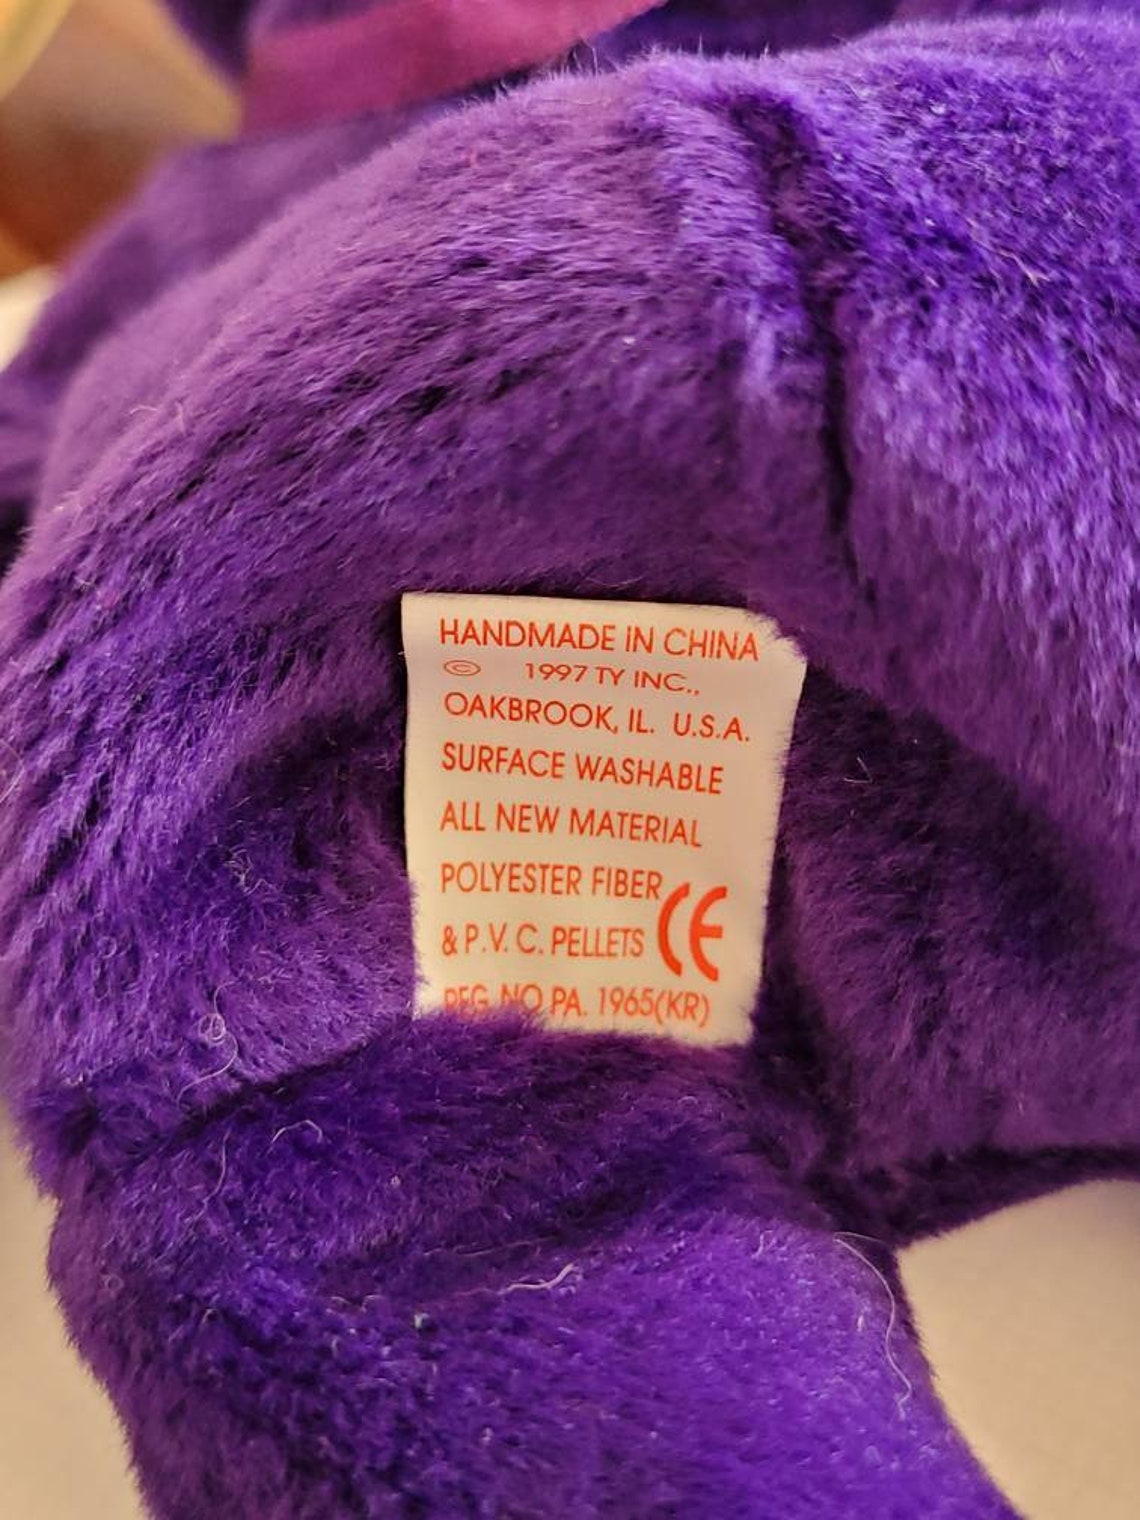 HANDMADE IN CHINA
© 1997 TY INC.,
OAKBROOK, IL. U.S.A.
SURFACE WASHABLE
ALL NEW MATERIAL
POLYESTER FIBER
& P.V.C. PELLETS CE
REG. NO PA. 1965(KR)